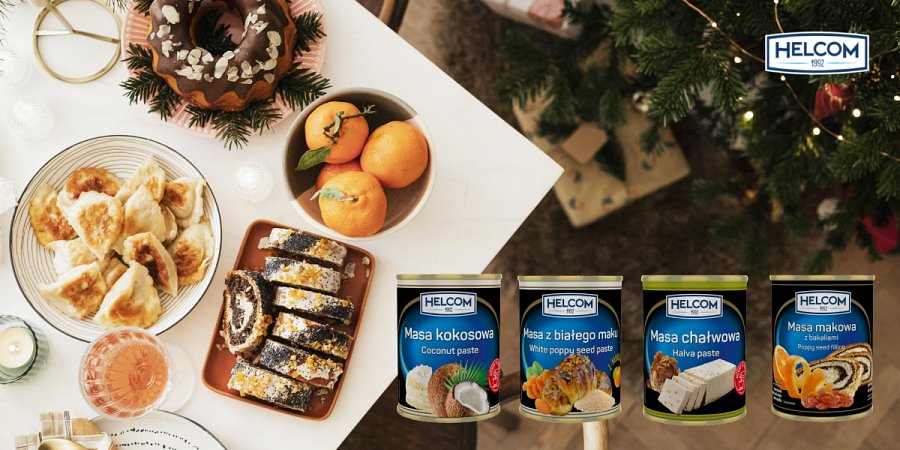 HELCOM
1992
HELCOM
1992
Masa kokosowa
Coconut paste
HELCOM
1992
Masa z białego maku
White poppy seed paste
HELCOM
1992
Masa chałwowa
Halva paste
HELCOM
1992
Masa makowa
z bakaliami
Poppy seed filling